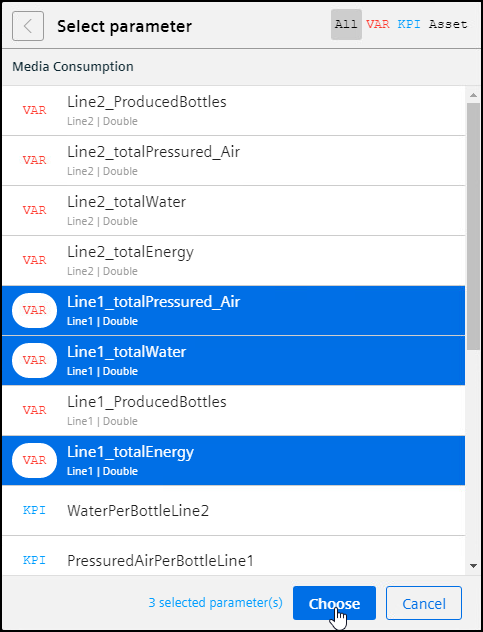 Select parameter
All VAR KPI Asset
Media Consumption
VAR Line2_ProducedBottles
Line2 | Double
VAR Line2_totalPressured_Air
Line2 | Double
VAR Line2_totalWater
Line2 | Double
VAR Line2_totalEnergy
Line2 | Double
VAR Line1_totalPressured_Air
Line1 | Double
VAR Line1_totalWater
Line1 | Double
VAR Line1_ProducedBottles
Line1 | Double
VAR Line1_totalEnergy
Line1 | Double
KPI WaterPerBottleLine2
KPI PressuredAirPerBottleLine1
3 selected parameter(s) Choose Cancel